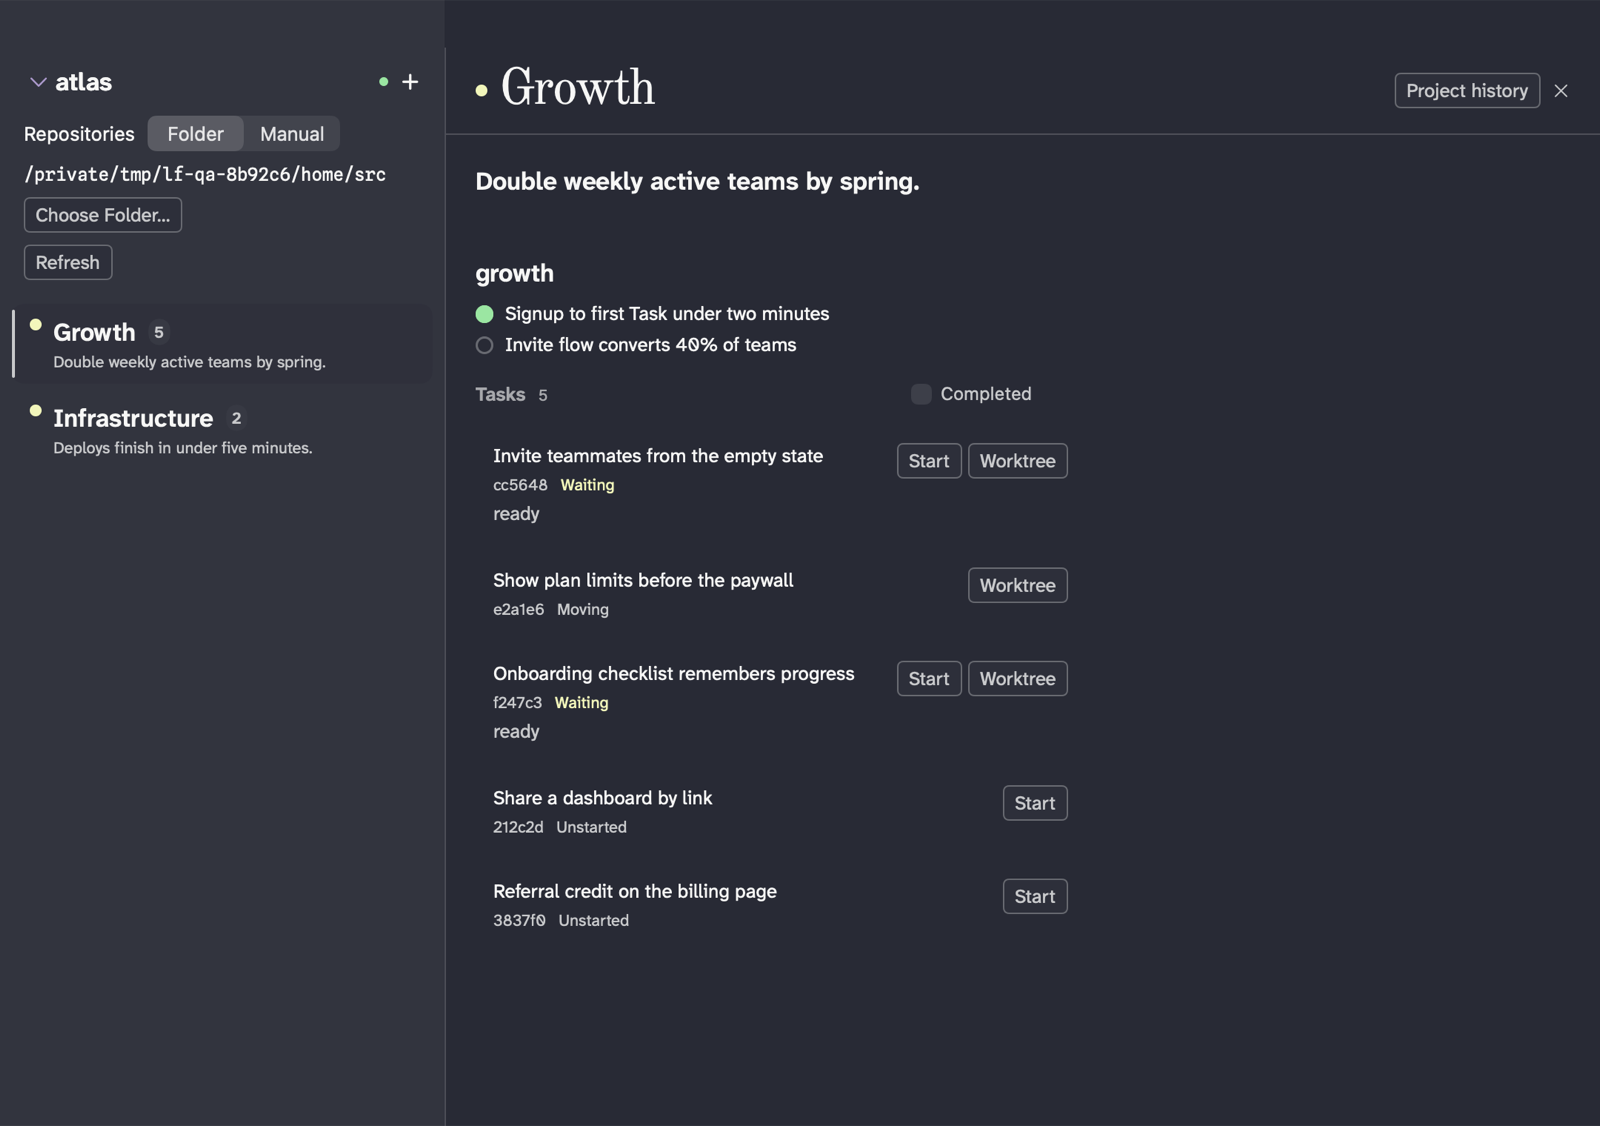 atlas
Repositories Folder Manual
/private/tmp/lf-qa-8b92c6/home/src
Choose Folder...
Refresh
Growth 5
Double weekly active teams by spring.
Infrastructure 2
Deploys finish in under five minutes.
Growth
Project history
Double weekly active teams by spring.
growth
Signup to first Task under two minutes
Invite flow converts 40% of teams
Tasks 5
Completed
Invite teammates from the empty state
Start Worktree
cc5648 Waiting
ready
Show plan limits before the paywall
Worktree
e2a1e6 Moving
Onboarding checklist remembers progress
Start Worktree
f247c3 Waiting
ready
Share a dashboard by link
Start
212c2d Unstarted
Referral credit on the billing page
Start
3837f0 Unstarted